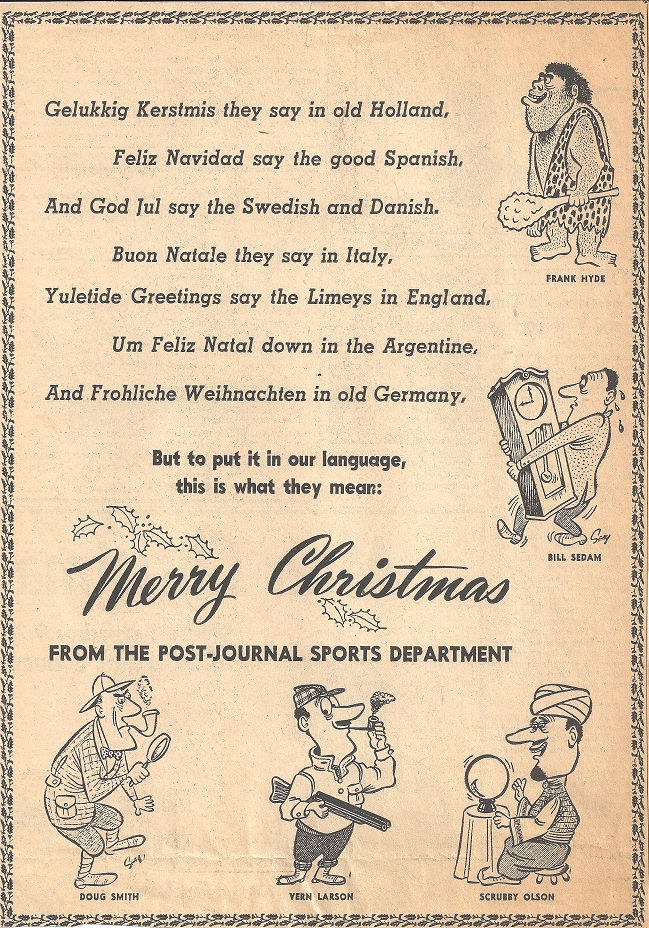 Gelukkig Kerstmis they say in old Holland,
Feliz Navidad say the good Spanish,
And God Jul say the Swedish and Danish.
Buon Natale they say in Italy,
Yuletide Greetings say the Limeys in England,
Um Feliz Natal down in the Argentine,
And Frohliche Weihnachten in old Germany,
But to put it in our language,
this is what they mean:
Merry Christmas
FROM THE POST-JOURNAL SPORTS DEPARTMENT
FRANK HYDE
BILL SEDAM
DOUG SMITH
VERN LARSON
SCRUBBY OLSON